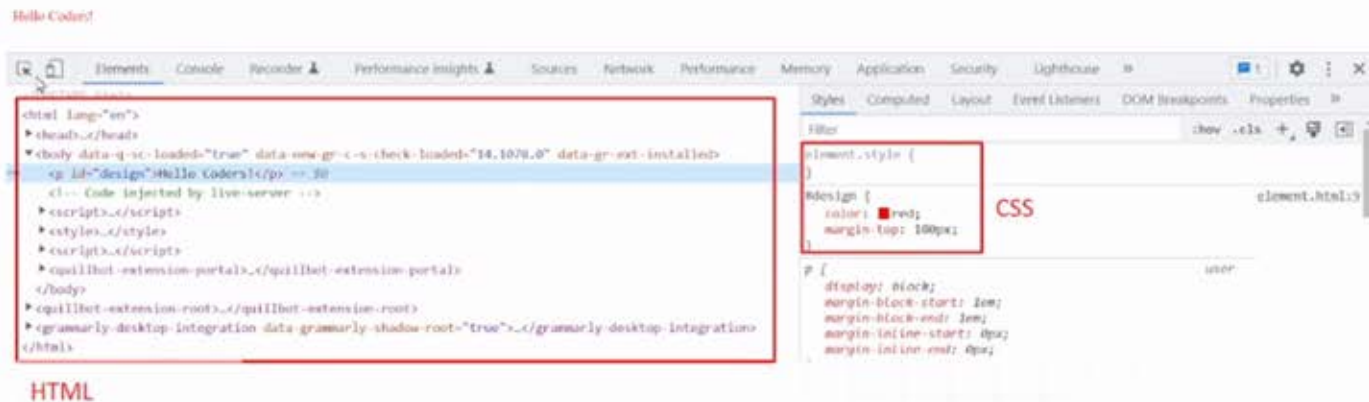 Hello Coders!
Elements Console Recorder Performance insights Sources Network Performance Memory Application Security Lighthouse » 1
<!DOCTYPE html>
<html lang="en">
<head>…</head>
<body data-q-sc-loaded="true" data-new-gr-c-s-check-loaded="14.1078.0" data-gr-ext-installed>
<p id="design">Hello Coders!</p> == $0
<!-- Code injected by live-server -->
<script>…</script>
<style>…</style>
<script>…</script>
<quillbot-extension-portal>…</quillbot-extension-portal>
</body>
<quillbot-extension-root>…</quillbot-extension-root>
<grammarly-desktop-integration data-grammarly-shadow-root="true">…</grammarly-desktop-integration>
</html>
HTML
Styles Computed Layout Event Listeners DOM Breakpoints Properties »
Filter :hov .cls +
element.style {
}
#design { element.html:9
color: red;
margin-top: 100px;
}
CSS
p { user
display: block;
margin-block-start: 1em;
margin-block-end: 1em;
margin-inline-start: 0px;
margin-inline-end: 0px;